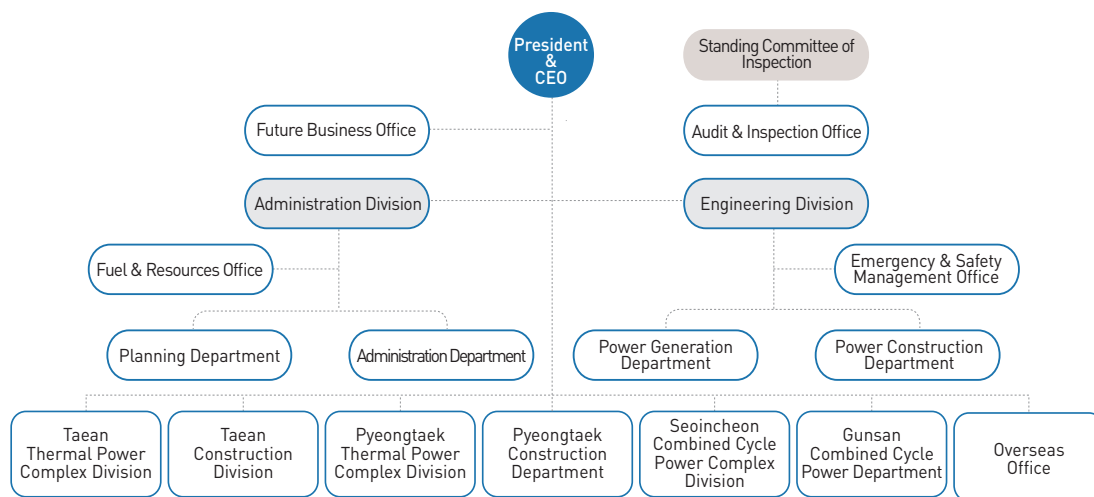 President
&
CEO
Standing Committee of
Inspection
Future Business Office
Audit & Inspection Office
Administration Division
Engineering Division
Fuel & Resources Office
Emergency & Safety
Management Office
Planning Department
Administration Department
Power Generation
Department
Power Construction
Department
Taean
Thermal Power
Complex Division
Taean
Construction
Division
Pyeongtaek
Thermal Power
Complex Division
Pyeongtaek
Construction
Department
Seoincheon
Combined Cycle
Power Complex
Division
Gunsan
Combined Cycle
Power Department
Overseas
Office